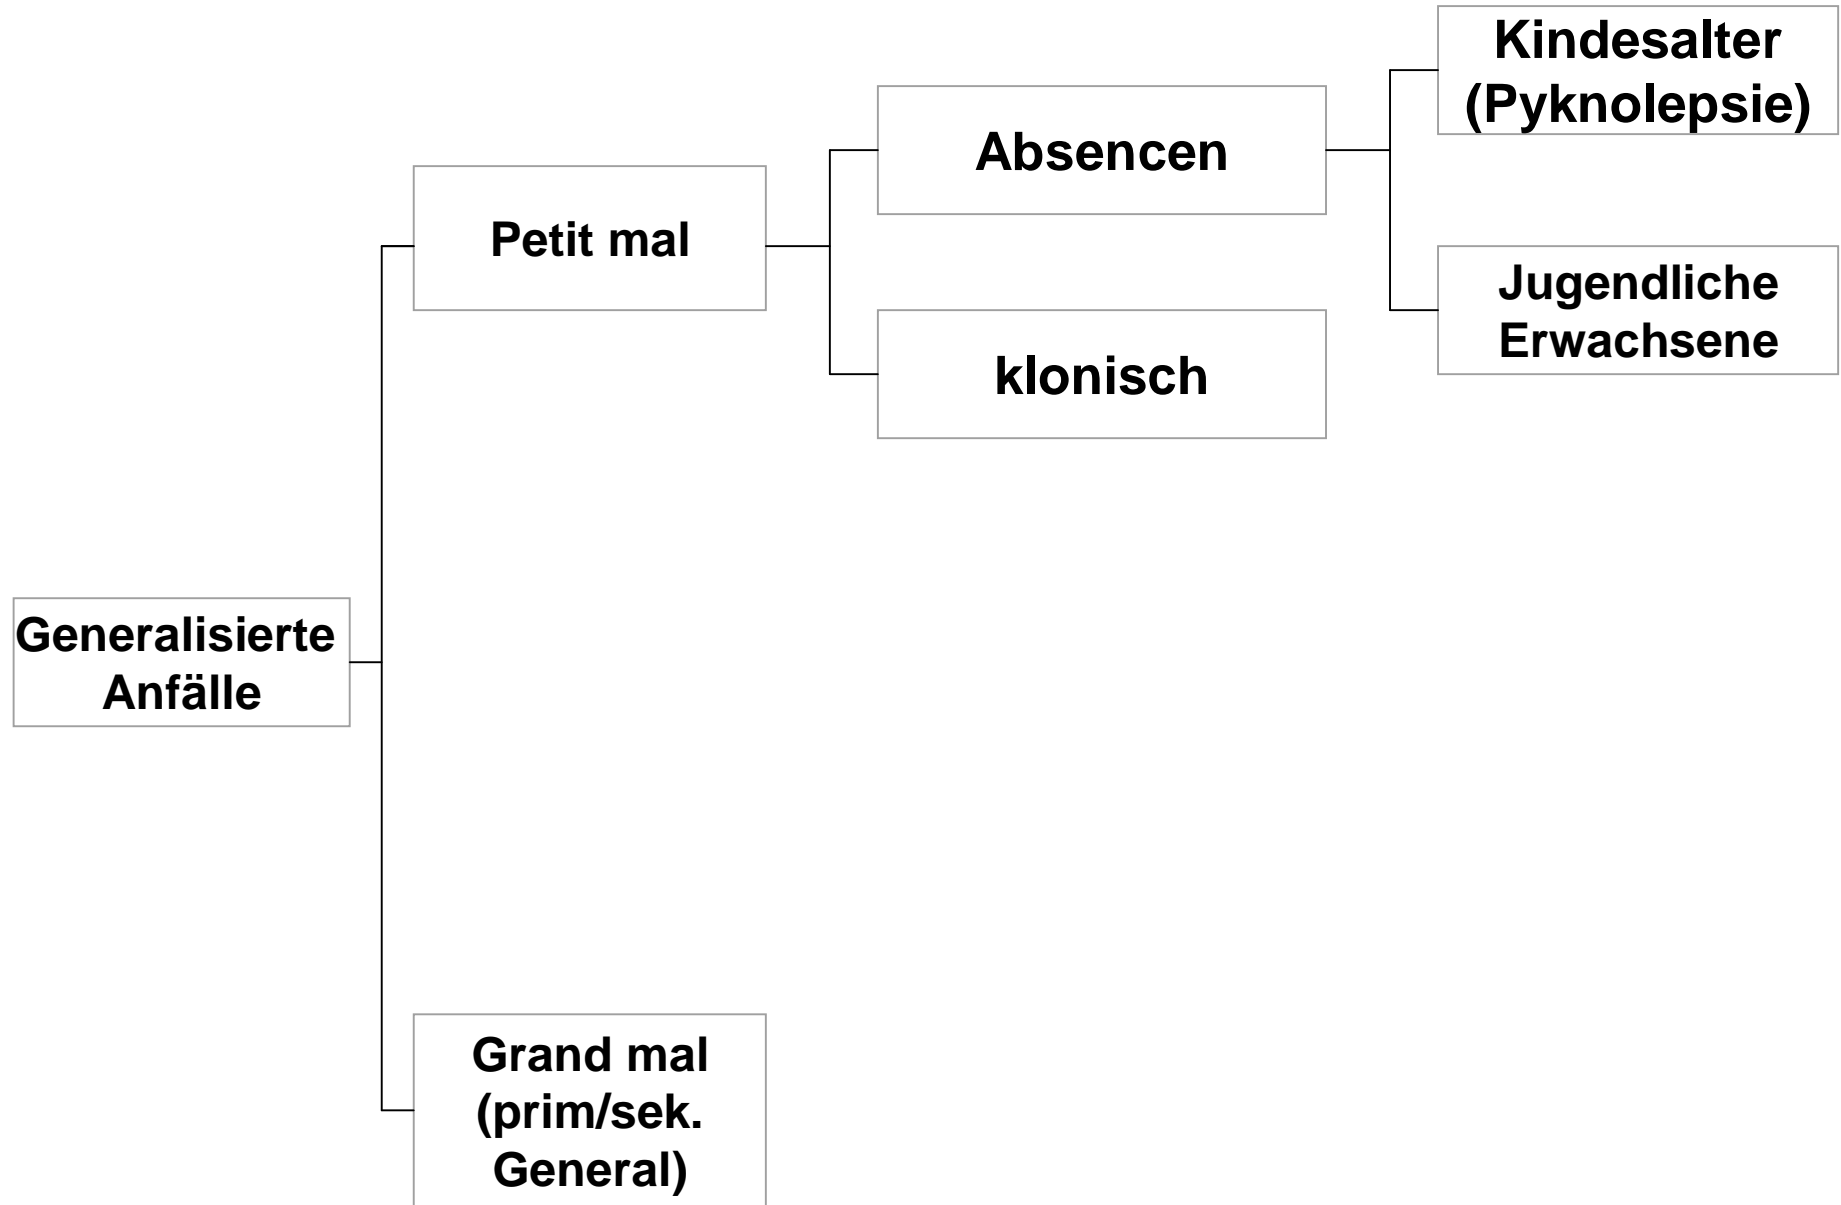 Kindesalter
(Pyknolepsie)
Absencen
Petit mal
Jugendliche
Erwachsene
klonisch
Generalisierte
Anfälle
Grand mal
(prim/sek.
General)